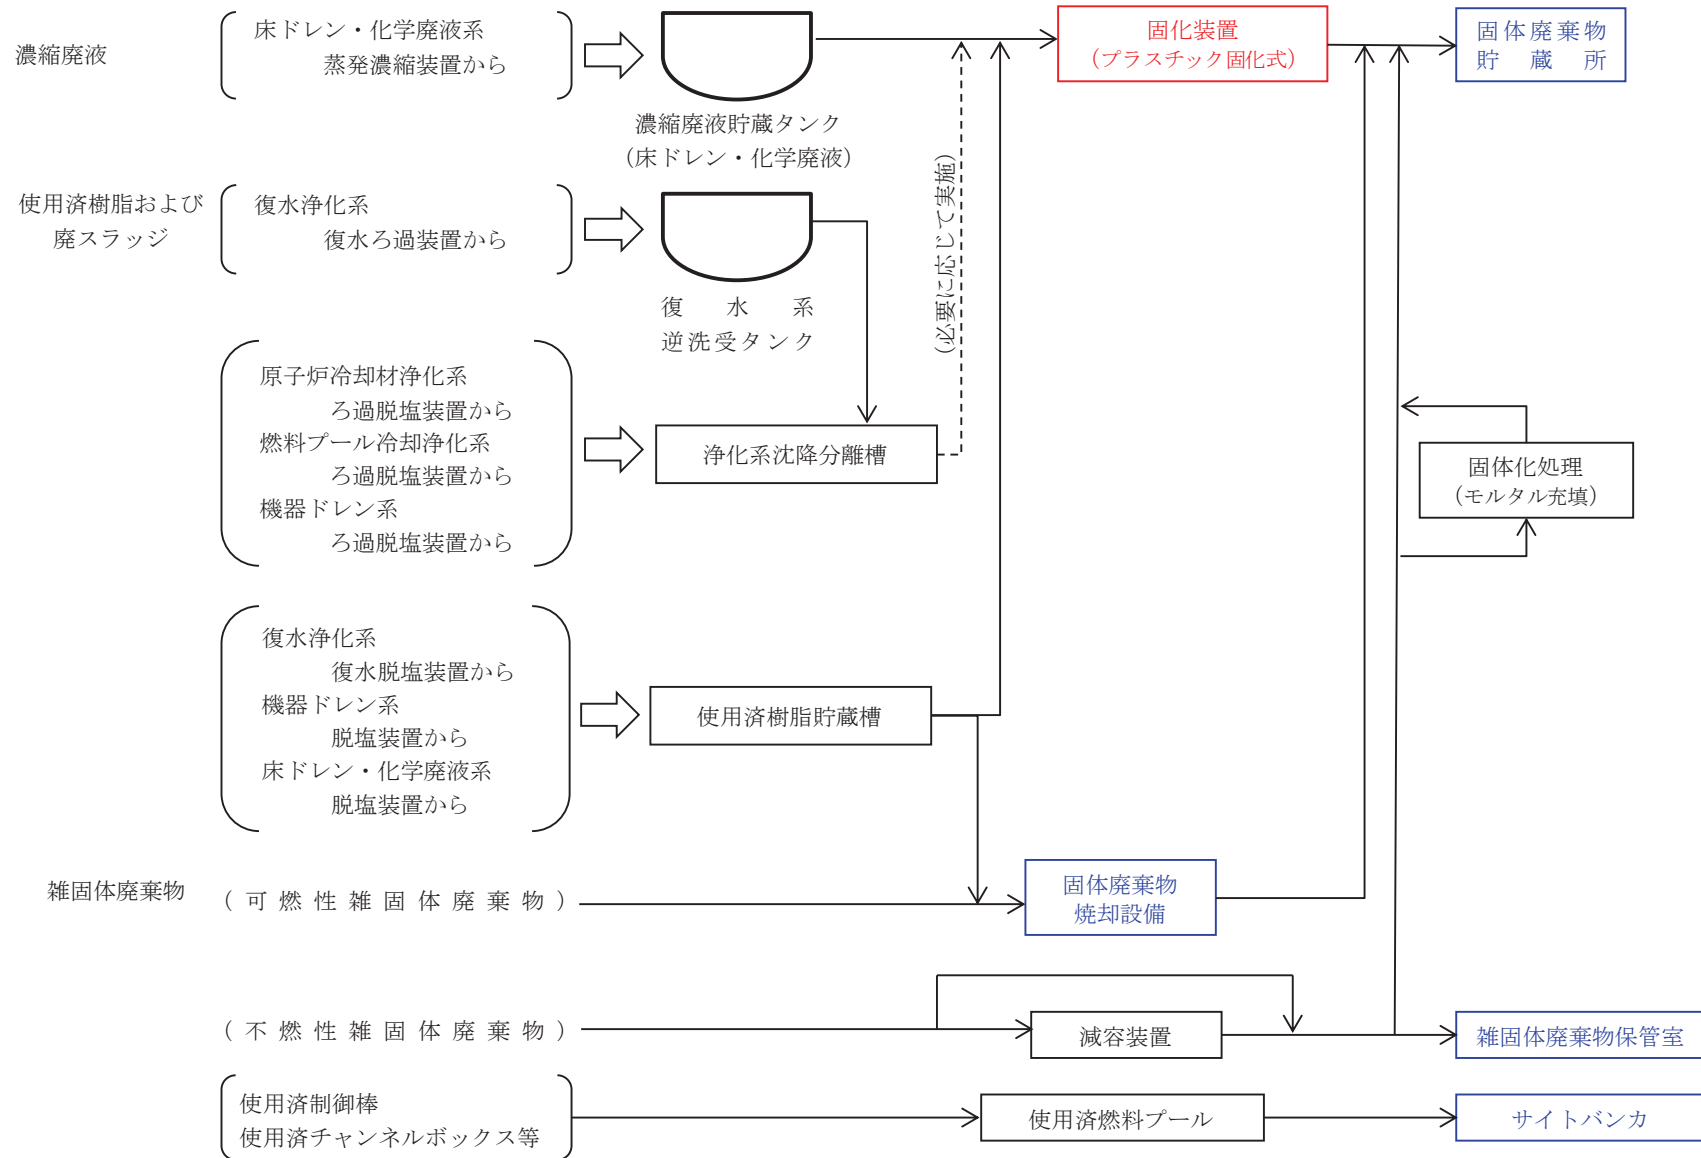 濃縮廃液
床ドレン・化学廃液系
蒸発濃縮装置から
濃縮廃液貯蔵タンク
（床ドレン・化学廃液）
固化装置
（プラスチック固化式）
固体廃棄物
貯蔵所
使用済樹脂および
廃スラッジ
復水浄化系
復水ろ過装置から
復水系
逆洗受タンク
（必要に応じて実施）
原子炉冷却材浄化系
ろ過脱塩装置から
燃料プール冷却浄化系
ろ過脱塩装置から
機器ドレン系
ろ過脱塩装置から
浄化系沈降分離槽
固体化処理
（モルタル充填）
復水浄化系
復水脱塩装置から
機器ドレン系
脱塩装置から
床ドレン・化学廃液系
脱塩装置から
使用済樹脂貯蔵槽
雑固体廃棄物
（可燃性雑固体廃棄物）
固体廃棄物
焼却設備
（不燃性雑固体廃棄物）
減容装置
雑固体廃棄物保管室
使用済制御棒
使用済チャンネルボックス等
使用済燃料プール
サイトバンカ